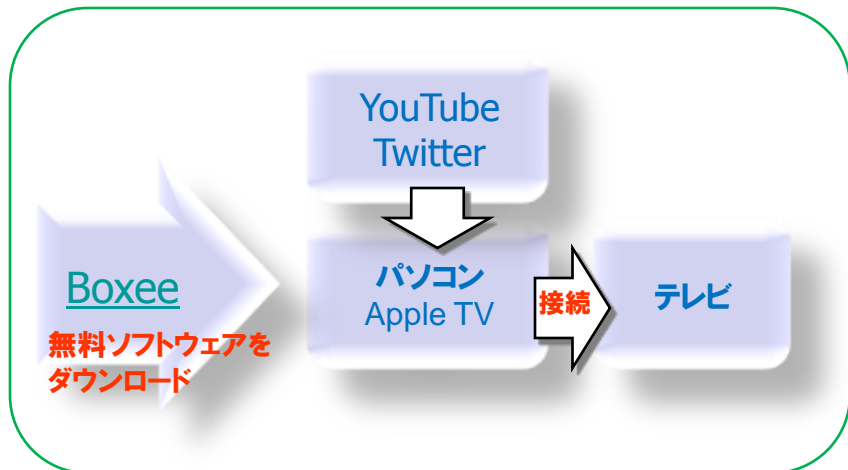 YouTube
Twitter
Boxee
無料ソフトウェアを
ダウンロード
パソコン
Apple TV
接続
テレビ